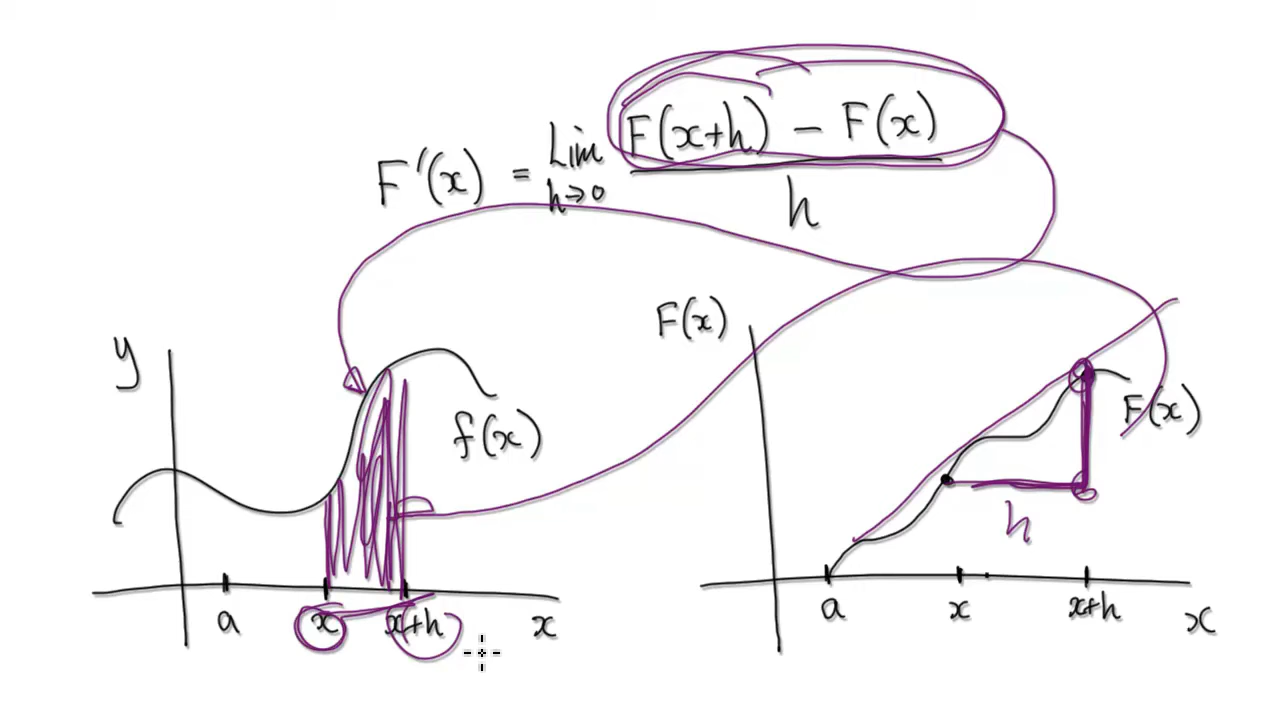 F'(x) = Lim h→0 F(x+h) - F(x) / h
F(x)
y
f(x)
F(x)
h
a x x+h x
a x x+h x